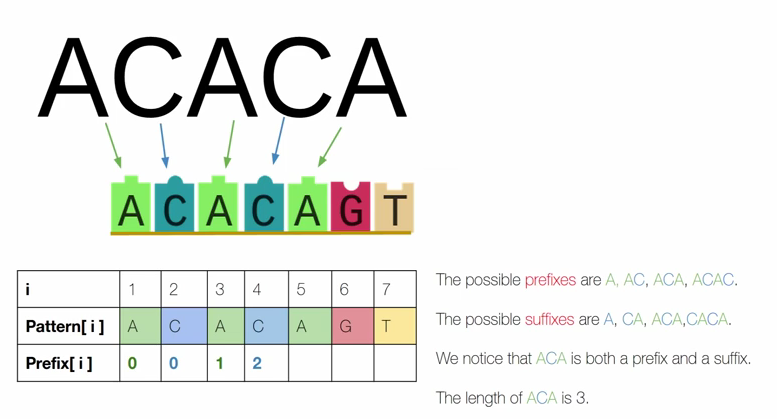 ACACA
A C A C A G T
i 1 2 3 4 5 6 7
Pattern[ i ] A C A C A G T
Prefix[ i ] 0 0 1 2
The possible prefixes are A, AC, ACA, ACAC.
The possible suffixes are A, CA, ACA,CACA.
We notice that ACA is both a prefix and a suffix.
The length of ACA is 3.